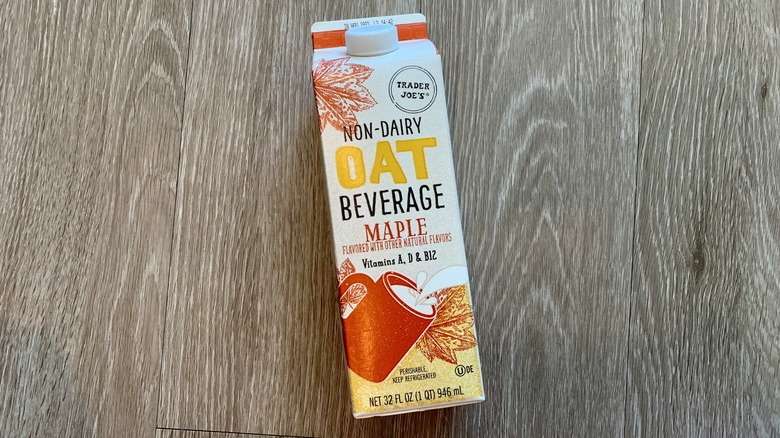 TRADER
JOE'S
NON-DAIRY
OAT
BEVERAGE
MAPLE
FLAVORED WITH OTHER NATURAL FLAVORS
Vitamins A, D & B12
PERISHABLE,
KEEP REFRIGERATED
U DE
NET 32 FL OZ (1 QT) 946 mL